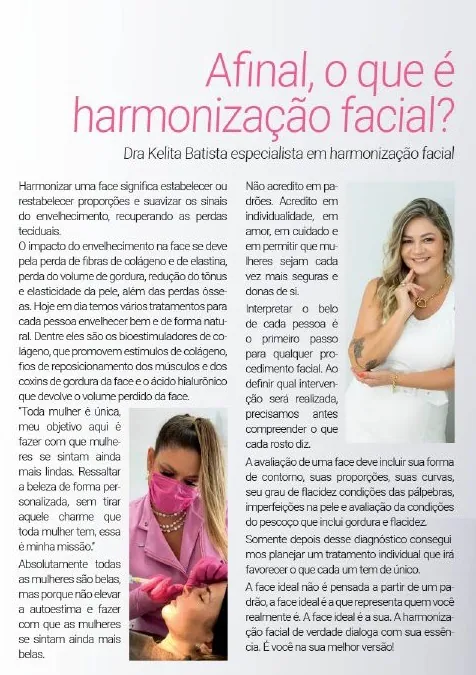 Afinal, o que é
harmonização facial?
Dra Kelita Batista especialista em harmonização facial
Harmonizar uma face significa estabelecer ou
restabelecer proporções e suavizar os sinais
do envelhecimento, recuperando as perdas
teciduais.
O impacto do envelhecimento na face se deve
pela perda de fibras de colágeno e de elastina,
perda do volume de gordura, redução do tônus
e elasticidade da pele, além das perdas ósse-
as. Hoje em dia temos vários tratamentos para
cada pessoa envelhecer bem e de forma natu-
ral. Dentre eles são os bioestimuladores de co-
lágeno, que promovem estimulos de colágeno,
fios de reposicionamento dos músculos e dos
coxins de gordura da face e o ácido hialurônico
que devolve o volume perdido da face.
"Toda mulher é única,
meu objetivo aqui é
fazer com que mulhe-
res se sintam ainda
mais lindas. Ressaltar
a beleza de forma per-
sonalizada, sem tirar
aquele charme que
toda mulher tem, essa
é minha missão."
Absolutamente todas
as mulheres são belas,
mas porque não elevar
a autoestima e fazer
com que as mulheres
se sintam ainda mais
belas.
Não acredito em pa-
drões. Acredito em
individualidade, em
amor, em cuidado e
em permitir que mu-
lheres sejam cada
vez mais seguras e
donas de si.
Interpretar o belo
de cada pessoa é
o primeiro passo
para qualquer pro-
cedimento facial. Ao
definir qual interven-
ção será realizada,
precisamos antes
compreender o que
cada rosto diz.
A avaliação de uma face deve incluir sua forma
de contorno, suas proporções, suas curvas,
seu grau de flacidez condições das pálpebras,
imperfeições na pele e avaliação da condições
do pescoço que inclui gordura e flacidez.
Somente depois desse diagnóstico consegui
mos planejar um tratamento individual que irá
favorecer o que cada um tem de único.
A face ideal não é pensada a partir de um pa-
drão, a face ideal é a que representa quem você
realmente é. A face ideal é a sua. A harmoniza-
ção facial de verdade dialoga com sua essên-
cia. É você na sua melhor versão!